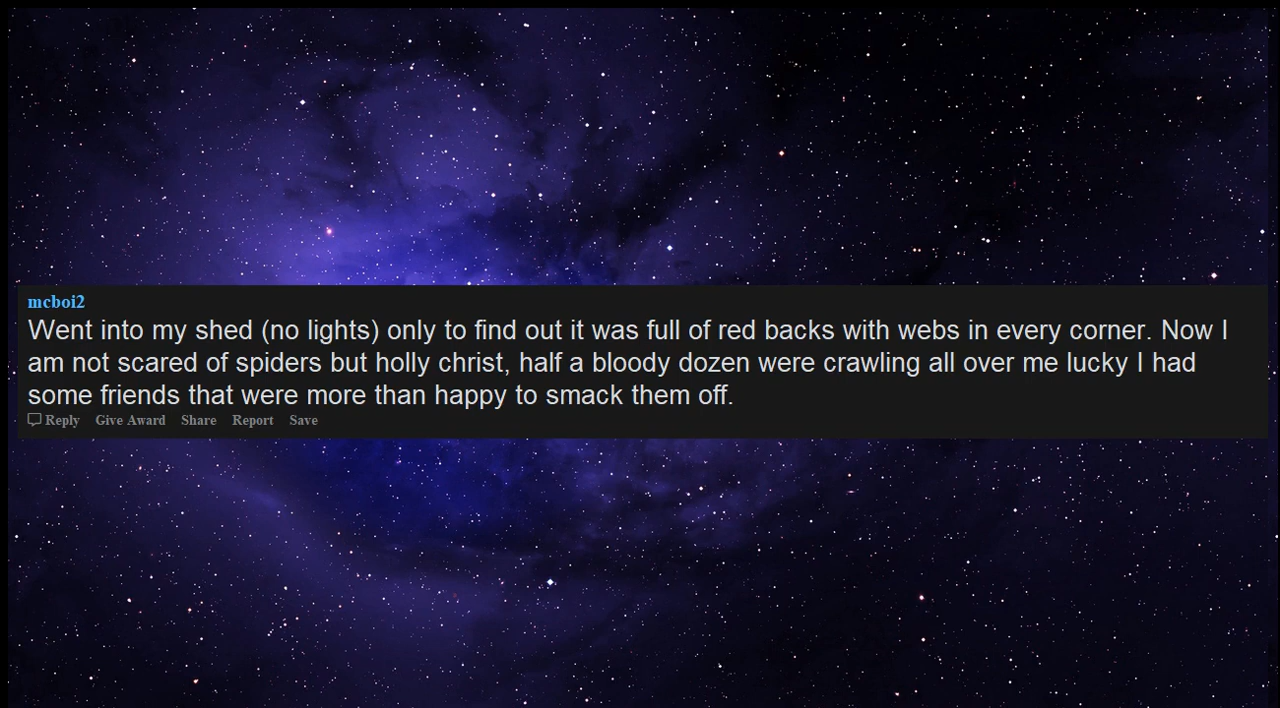 mcboi2
Went into my shed (no lights) only to find out it was full of red backs with webs in every corner. Now I
am not scared of spiders but holly christ, half a bloody dozen were crawling all over me lucky I had
some friends that were more than happy to smack them off.
Reply Give Award Share Report Save